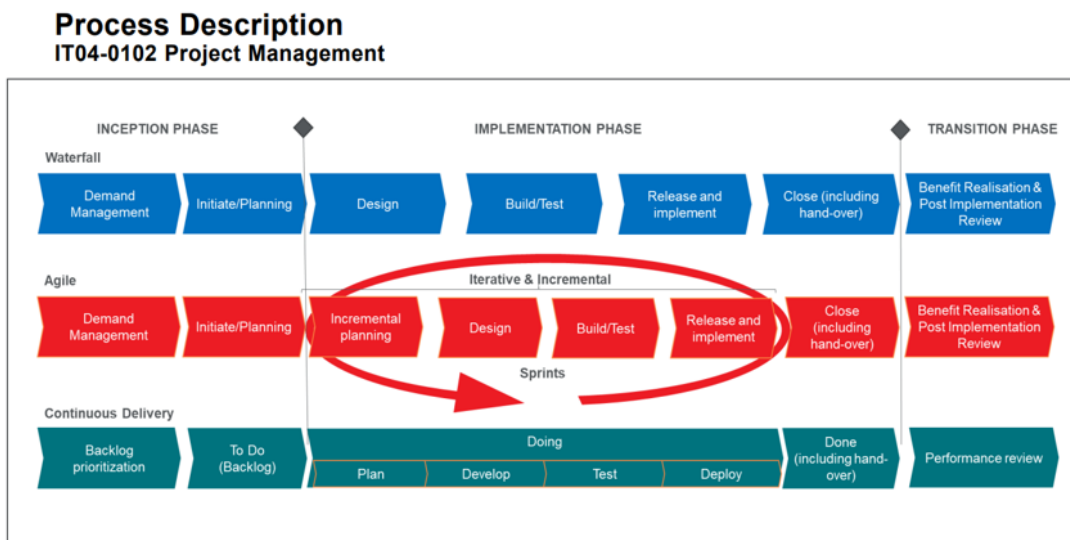 Process Description
IT04-0102 Project Management
INCEPTION PHASE
IMPLEMENTATION PHASE
TRANSITION PHASE
Waterfall
Demand
Management
Initiate/Planning
Design
Build/Test
Release and
implement
Close (including
hand-over)
Benefit Realisation &
Post Implementation
Review
Agile
Iterative & Incremental
Demand
Management
Initiate/Planning
Incremental
planning
Design
Build/Test
Release and
implement
Close
(including
hand-over)
Benefit Realisation &
Post Implementation
Review
Sprints
Continuous Delivery
Backlog
prioritization
To Do
(Backlog)
Doing
Plan
Develop
Test
Deploy
Done
(including hand-
over)
Performance review